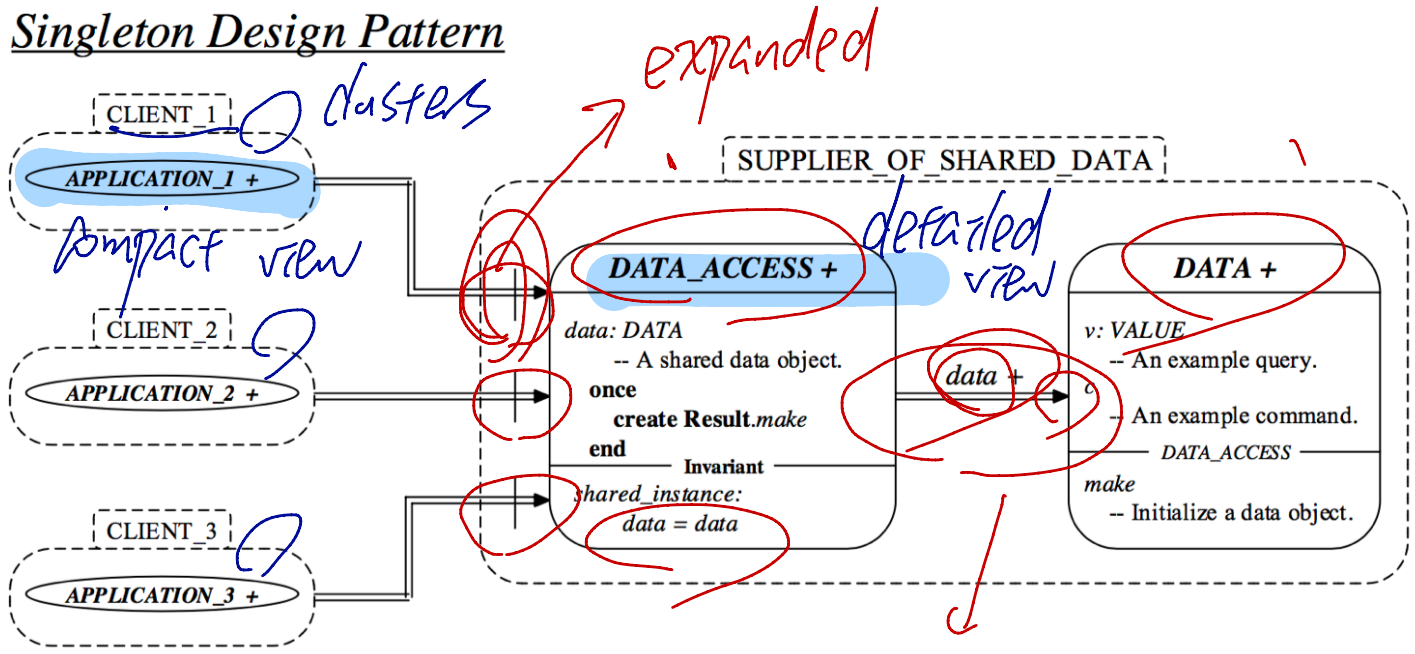 Singleton Design Pattern
expanded
CLIENT_1
clusters
APPLICATION_1 +
compact view
CLIENT_2
APPLICATION_2 +
CLIENT_3
APPLICATION_3 +
SUPPLIER_OF_SHARED_DATA
detailed
view
DATA_ACCESS +
data: DATA
-- A shared data object.
once
create Result.make
end
Invariant
shared_instance:
data = data
data +
DATA +
v: VALUE
-- An example query.
c
-- An example command.
DATA_ACCESS
make
-- Initialize a data object.